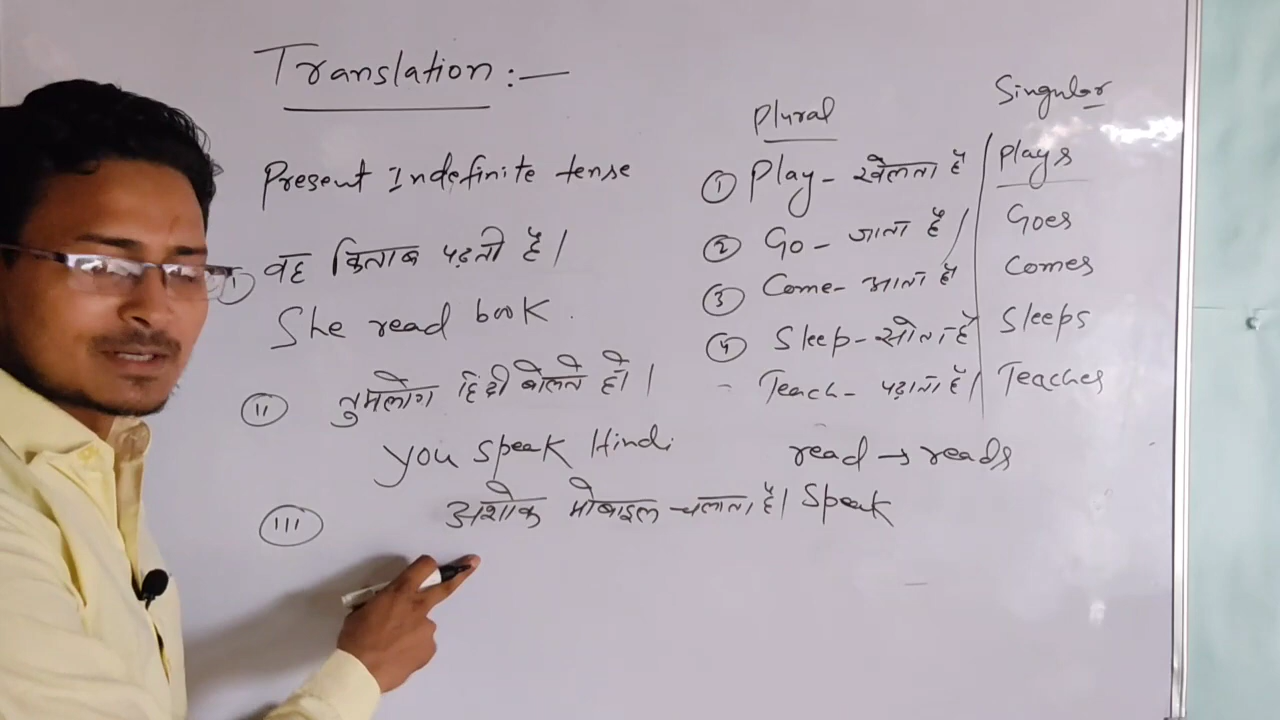 Translation :—
Present Indefinite tense
I वह किताब पढ़ती है।
She read book.
II तुमलोग हिंदी बोलते हो।
You speak Hindi
III अशोक मोबाइल चलाता है।
Plural
① Play - खेलता है
② Go - जाता है।
③ Come - आता है
④ Sleep - सोता है
- Teach - पढ़ाता है।
Singular
Plays
Goes
Comes
Sleeps
Teaches
read → reads
Speak